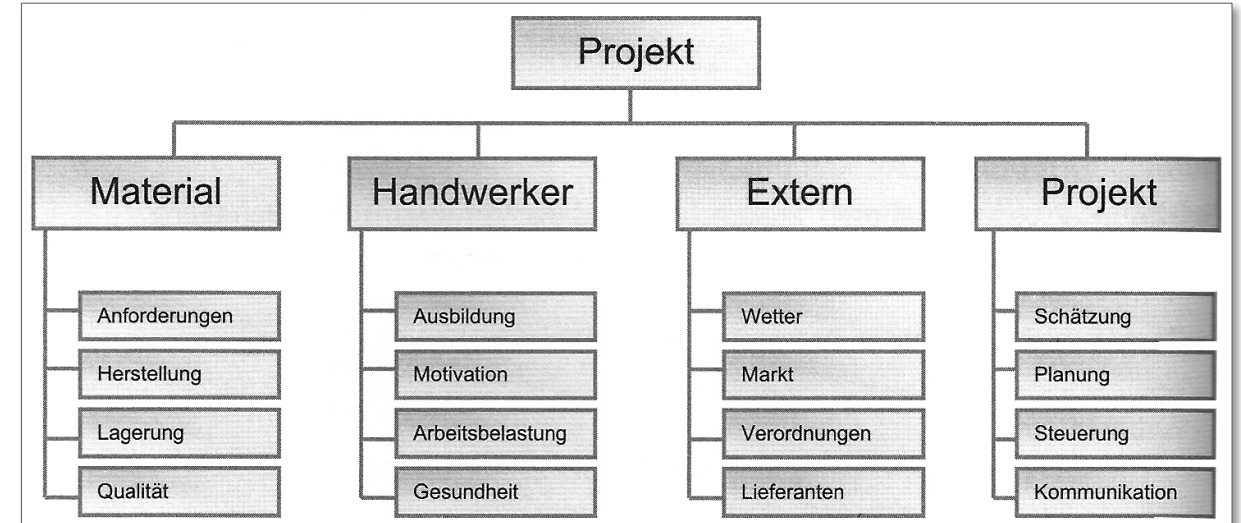 Projekt
Material
Handwerker
Extern
Projekt
Anforderungen
Herstellung
Lagerung
Qualität
Ausbildung
Motivation
Arbeitsbelastung
Gesundheit
Wetter
Markt
Verordnungen
Lieferanten
Schätzung
Planung
Steuerung
Kommunikation